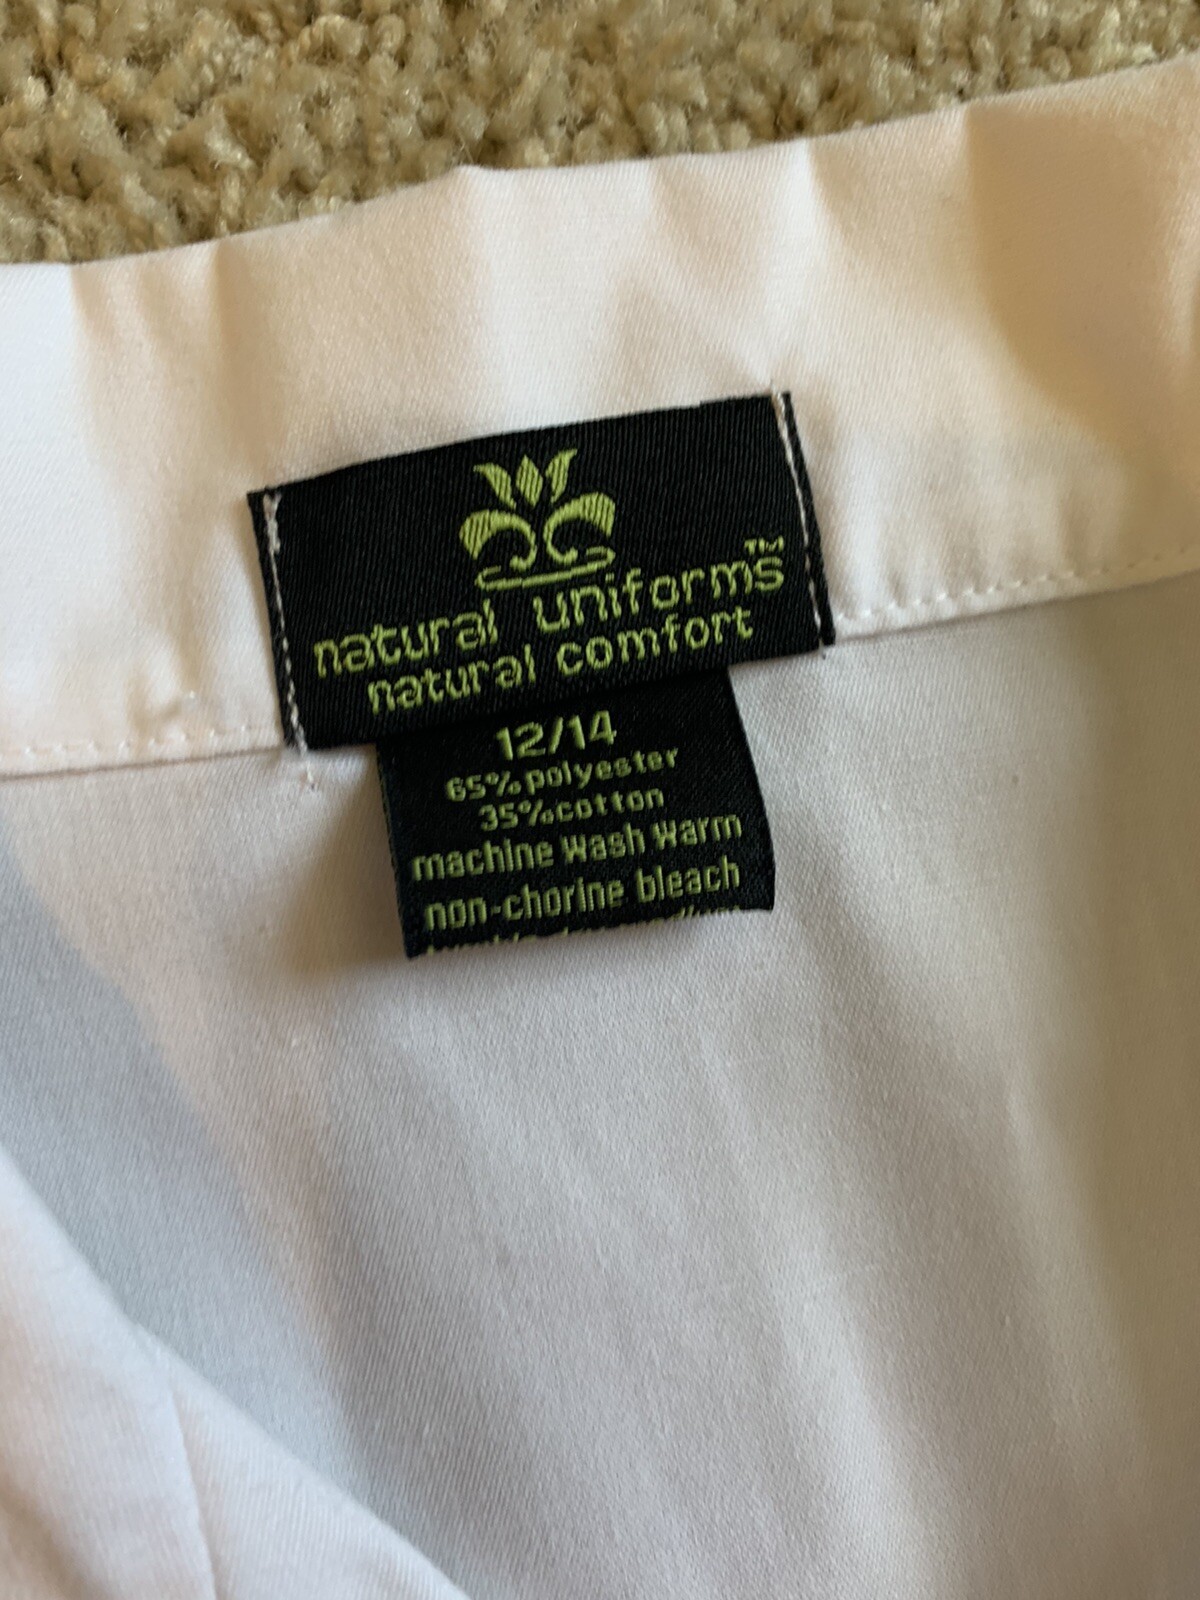 natural uniforms™
natural comfort
12/14
65% polyester
35% cotton
machine wash warm
non-chorine bleach